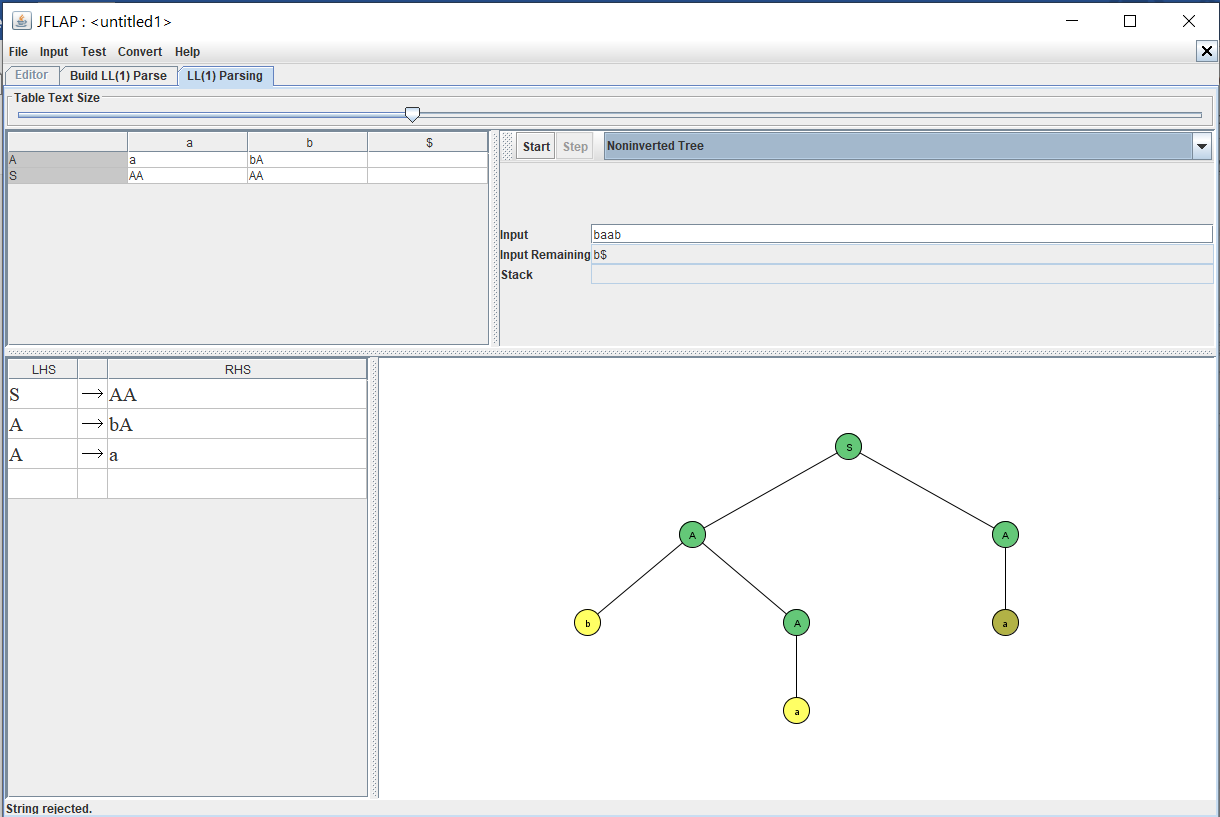 JFLAP : <untitled1>
File Input Test Convert Help
Editor Build LL(1) Parse LL(1) Parsing
Table Text Size
a b $
A a bA
S AA AA
Start Step Noninverted Tree
Input baab
Input Remaining b$
Stack
LHS RHS
S → AA
A → bA
A → a
S
A A
b A a
a
String rejected.